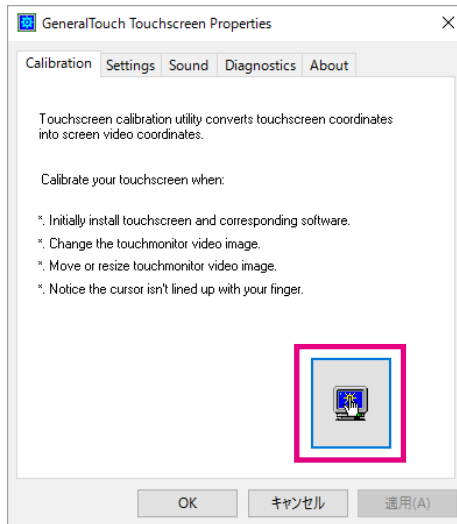 GeneralTouch Touchscreen Properties
Calibration Settings Sound Diagnostics About
Touchscreen calibration utility converts touchscreen coordinates
into screen video coordinates.
Calibrate your touchscreen when:
*. Initially install touchscreen and corresponding software.
*. Change the touchmonitor video image.
*. Move or resize touchmonitor video image.
*. Notice the cursor isn't lined up with your finger.
OK キャンセル 適用(A)